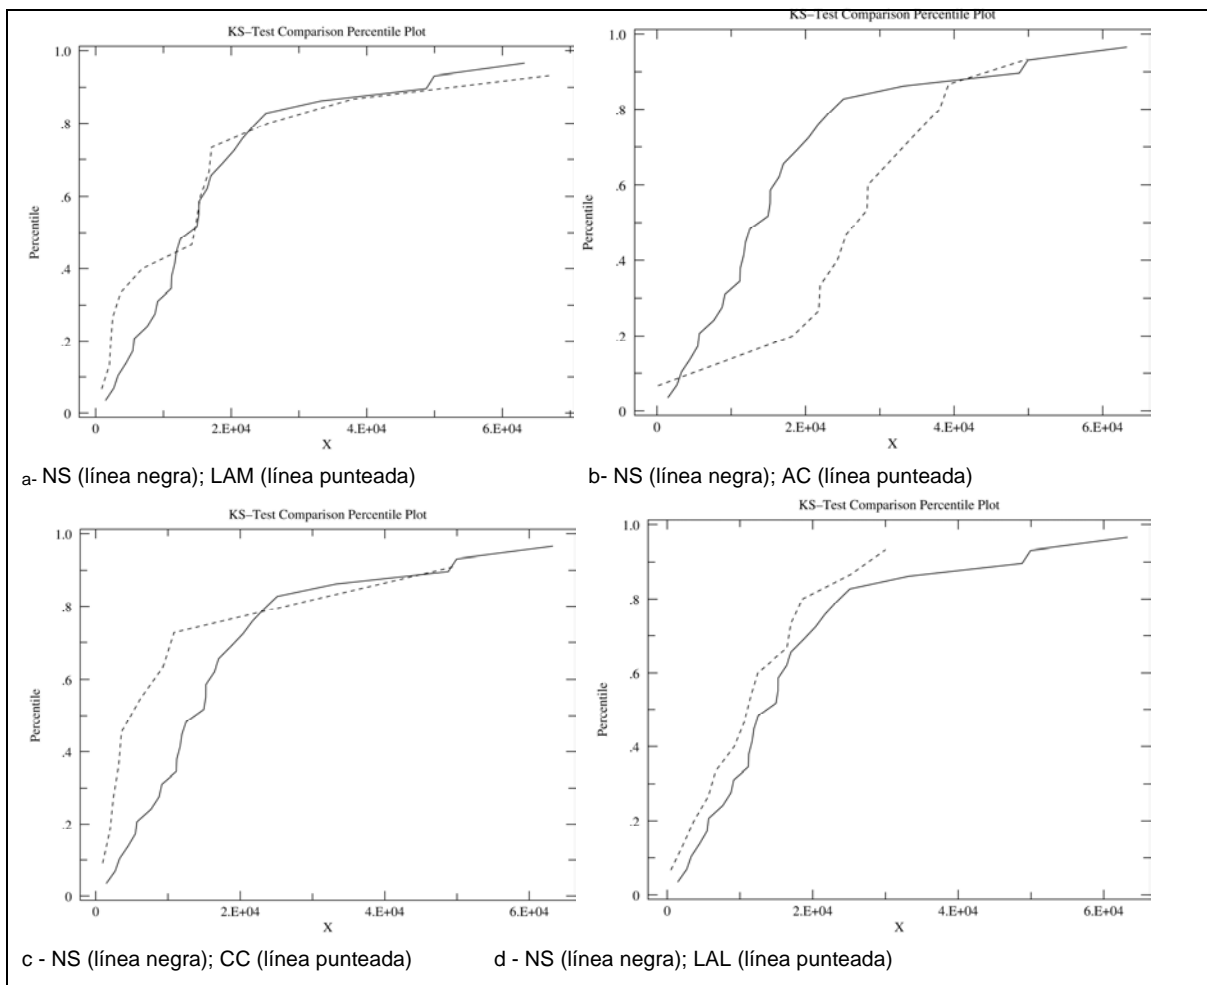 KS–Test Comparison Percentile Plot
1.0
.8
.6
.4
.2
0
Percentile
0
2.E+04
4.E+04
6.E+04
X
a- NS (línea negra); LAM (línea punteada)
KS–Test Comparison Percentile Plot
1.0
.8
.6
.4
.2
0
Percentile
0
2.E+04
4.E+04
6.E+04
X
b- NS (línea negra); AC (línea punteada)
KS–Test Comparison Percentile Plot
1.0
.8
.6
.4
.2
0
Percentile
0
2.E+04
4.E+04
6.E+04
X
c - NS (línea negra); CC (línea punteada)
KS–Test Comparison Percentile Plot
1.0
.8
.6
.4
.2
0
Percentile
0
2.E+04
4.E+04
6.E+04
X
d - NS (línea negra); LAL (línea punteada)